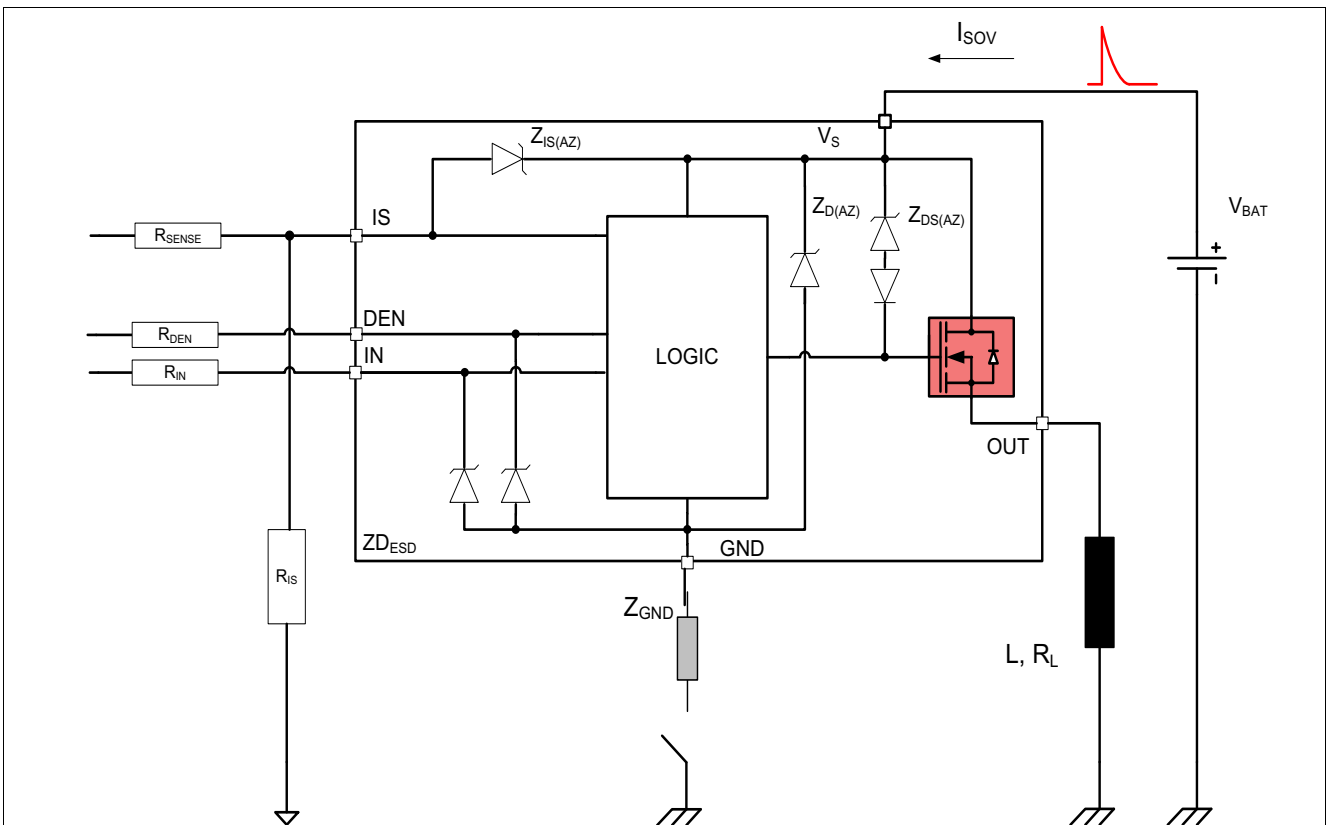 I_SOV
Z_IS(AZ)
V_S
IS
Z_D(AZ)
Z_DS(AZ)
V_BAT
R_SENSE
+
-
DEN
R_DEN
LOGIC
IN
R_IN
OUT
ZD_ESD
GND
R_IS
Z_GND
L, R_L